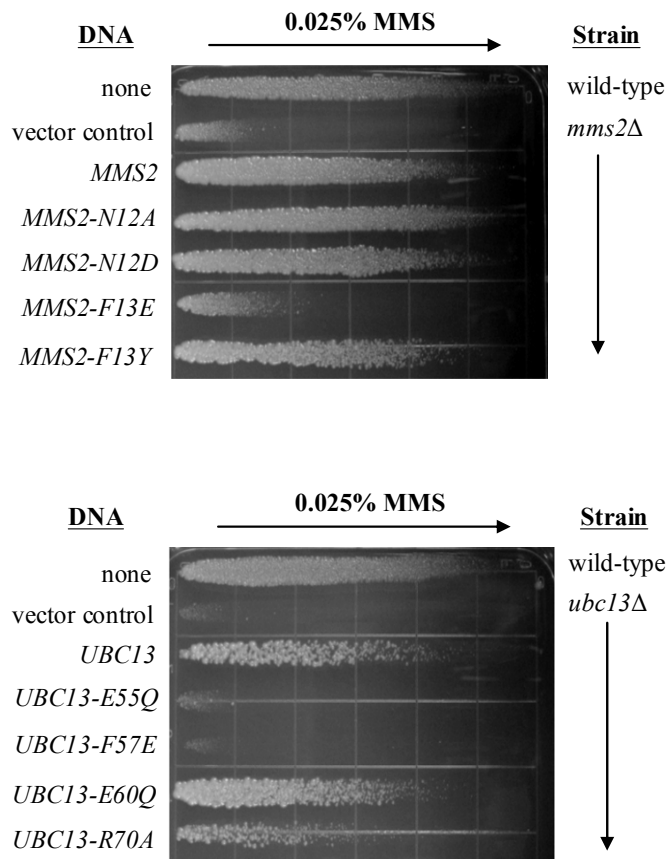 DNA 0.025% MMS Strain
none wild-type
vector control mms2Δ
MMS2
MMS2-N12A
MMS2-N12D
MMS2-F13E
MMS2-F13Y
DNA 0.025% MMS Strain
none wild-type
vector control ubc13Δ
UBC13
UBC13-E55Q
UBC13-F57E
UBC13-E60Q
UBC13-R70A